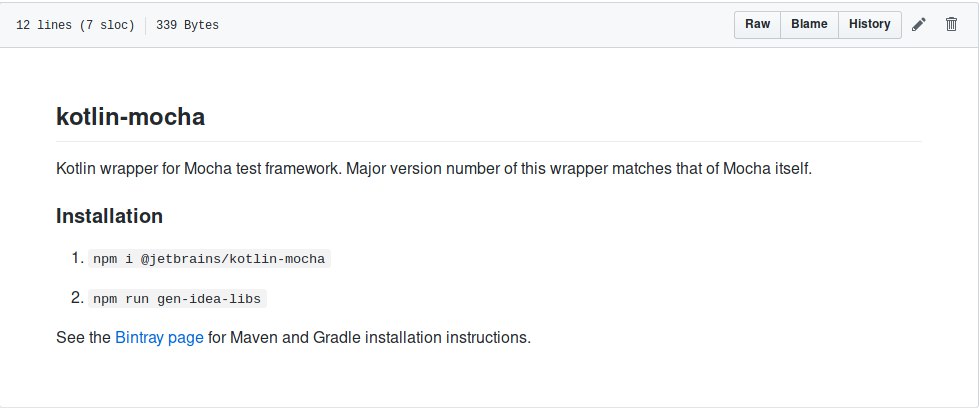 12 lines (7 sloc) 339 Bytes Raw Blame History
kotlin-mocha
Kotlin wrapper for Mocha test framework. Major version number of this wrapper matches that of Mocha itself.
Installation
1. npm i @jetbrains/kotlin-mocha
2. npm run gen-idea-libs
See the Bintray page for Maven and Gradle installation instructions.